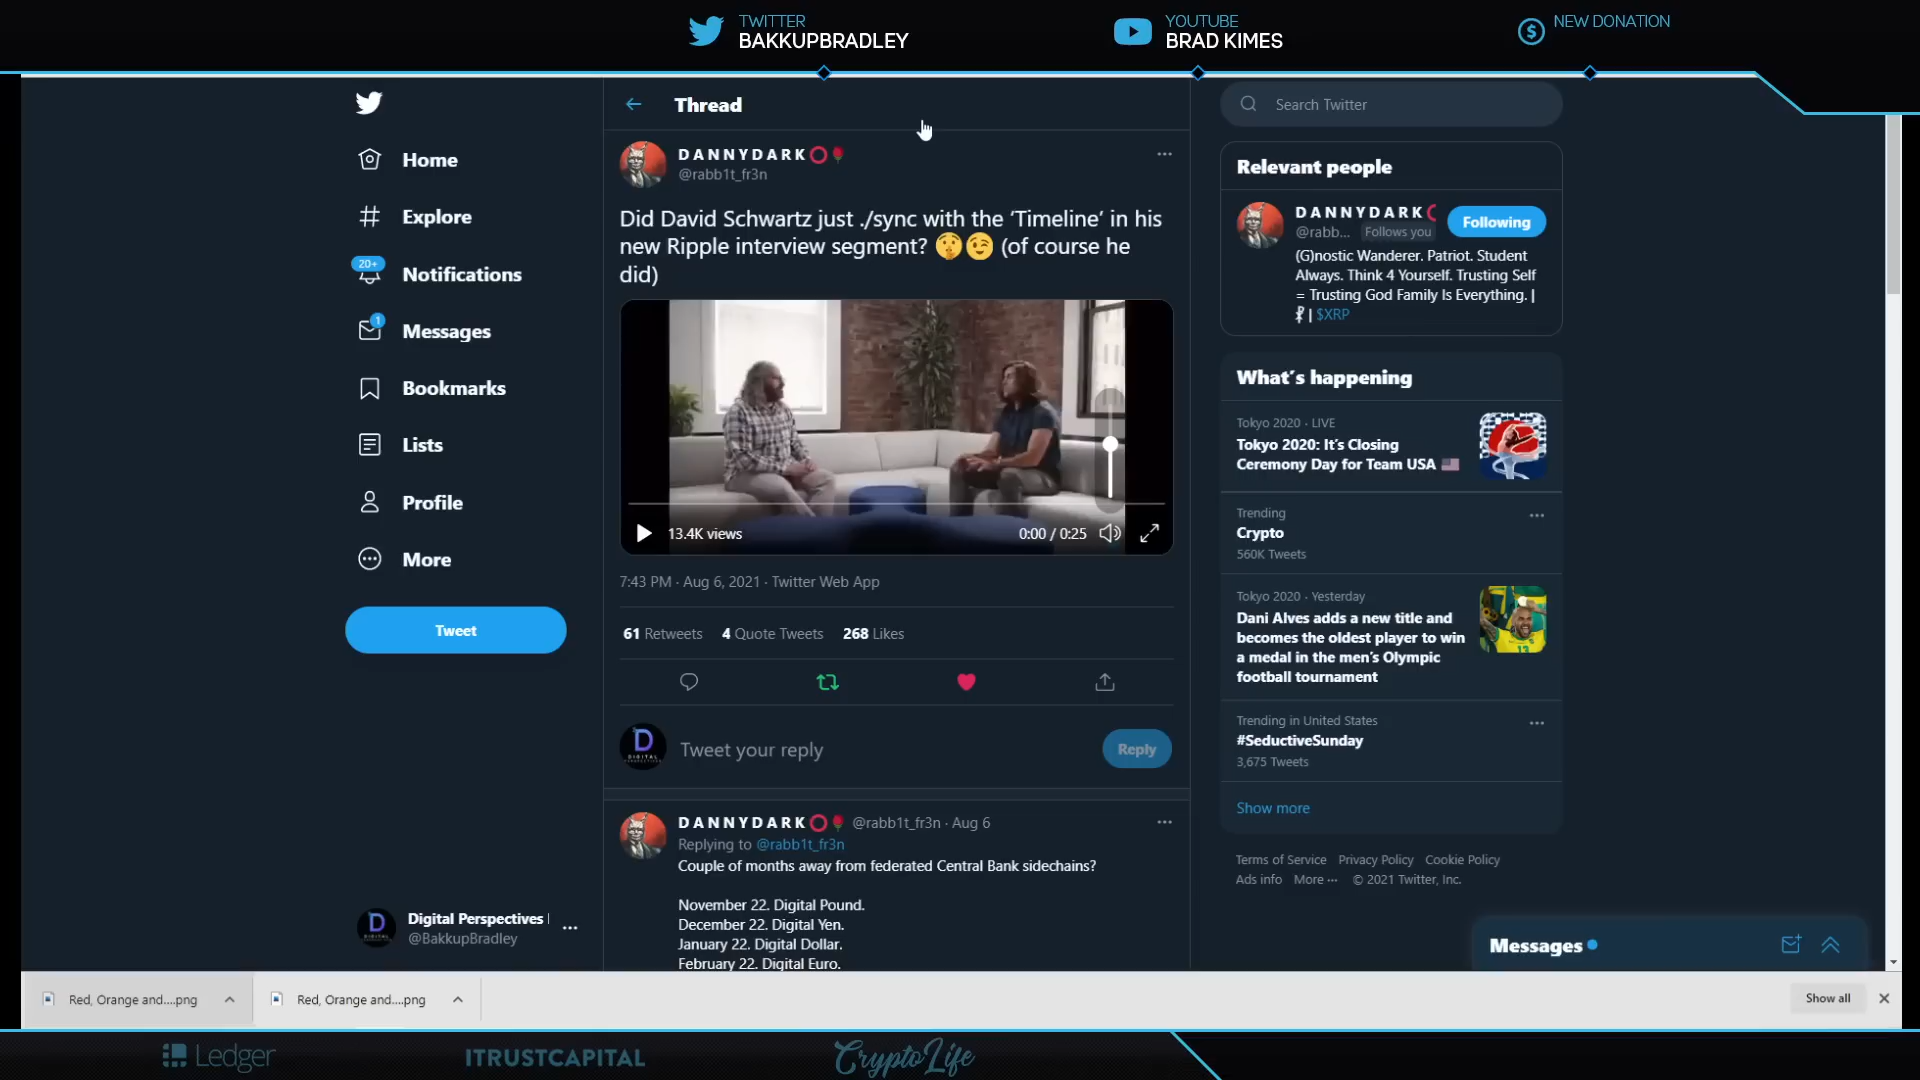 TWITTER
BAKKUPBRADLEY
YOUTUBE
BRAD KIMES
NEW DONATION
Home
Explore
20+
Notifications
1
Messages
Bookmarks
Lists
Profile
More
Tweet
Digital Perspectives
@BakkupBradley
Thread
DANNYDARK
@rabb1t_fr3n
Did David Schwartz just ./sync with the ‘Timeline’ in his
new Ripple interview segment? 🤫😉 (of course he
did)
13.4K views
0:00 / 0:25
7:43 PM · Aug 6, 2021 · Twitter Web App
61 Retweets 4 Quote Tweets 268 Likes
Tweet your reply
Reply
DANNYDARK @rabb1t_fr3n · Aug 6
Replying to @rabb1t_fr3n
Couple of months away from federated Central Bank sidechains?
November 22. Digital Pound.
December 22. Digital Yen.
January 22. Digital Dollar.
February 22. Digital Euro.
Search Twitter
Relevant people
DANNYDARK
@rabb... Follows you
Following
(G)nostic Wanderer. Patriot. Student
Always. Think 4 Yourself. Trusting Self
= Trusting God Family Is Everything. |
| $XRP
What's happening
Tokyo 2020 · LIVE
Tokyo 2020: It's Closing
Ceremony Day for Team USA
Trending
Crypto
560K Tweets
Tokyo 2020 · Yesterday
Dani Alves adds a new title and
becomes the oldest player to win
a medal in the men's Olympic
football tournament
Trending in United States
#SeductiveSunday
3,675 Tweets
Show more
Terms of Service Privacy Policy Cookie Policy
Ads info More ··· © 2021 Twitter, Inc.
Messages
Red, Orange and....png
Red, Orange and....png
Show all
Ledger
ITRUSTCAPITAL
CryptoLife